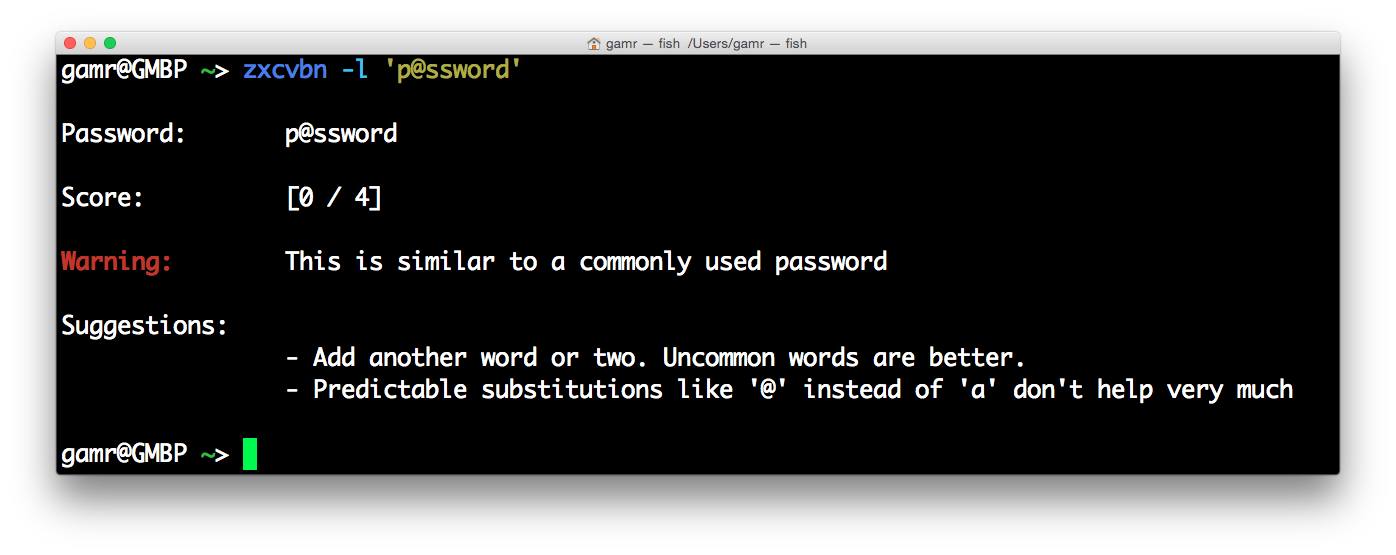 gamr — fish /Users/gamr — fish
gamr@GMBP ~> zxcvbn -l 'p@ssword'
Password: p@ssword
Score: [0 / 4]
Warning: This is similar to a commonly used password
Suggestions:
- Add another word or two. Uncommon words are better.
- Predictable substitutions like '@' instead of 'a' don't help very much
gamr@GMBP ~>